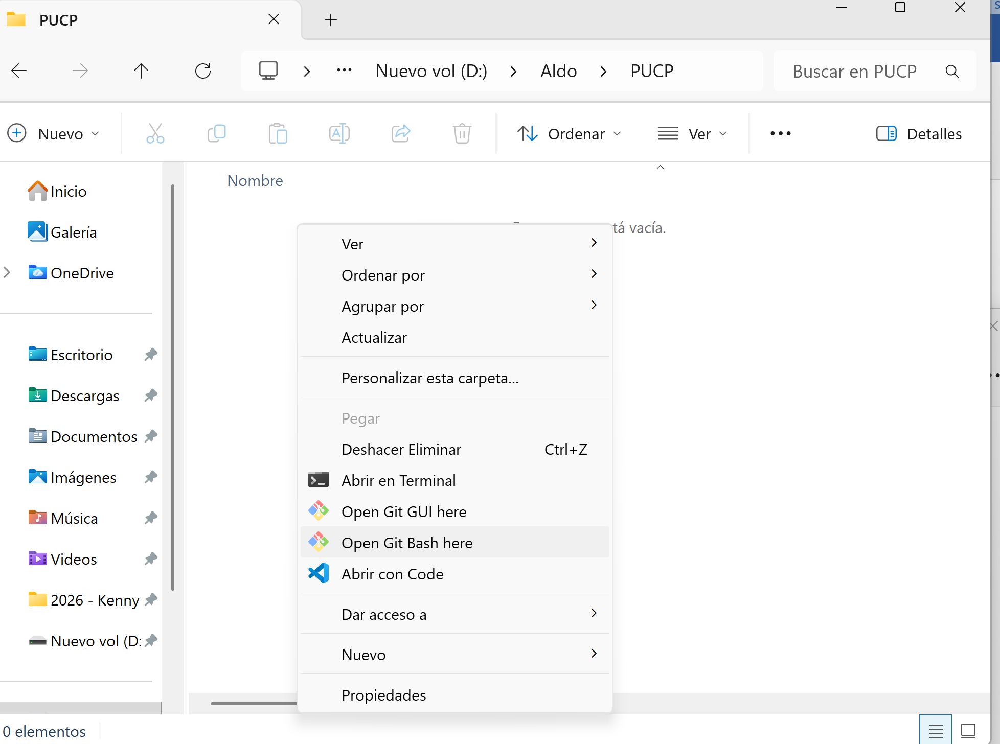 PUCP
Nuevo vol (D:)
Aldo
PUCP
Buscar en PUCP
Nuevo
Ordenar
Ver
Detalles
Inicio
Galería
OneDrive
Escritorio
Descargas
Documentos
Imágenes
Música
Videos
2026 - Kenny
Nuevo vol (D:
Nombre
tá vacía.
Ver
Ordenar por
Agrupar por
Actualizar
Personalizar esta carpeta...
Pegar
Deshacer Eliminar Ctrl+Z
Abrir en Terminal
Open Git GUI here
Open Git Bash here
Abrir con Code
Dar acceso a
Nuevo
Propiedades
0 elementos